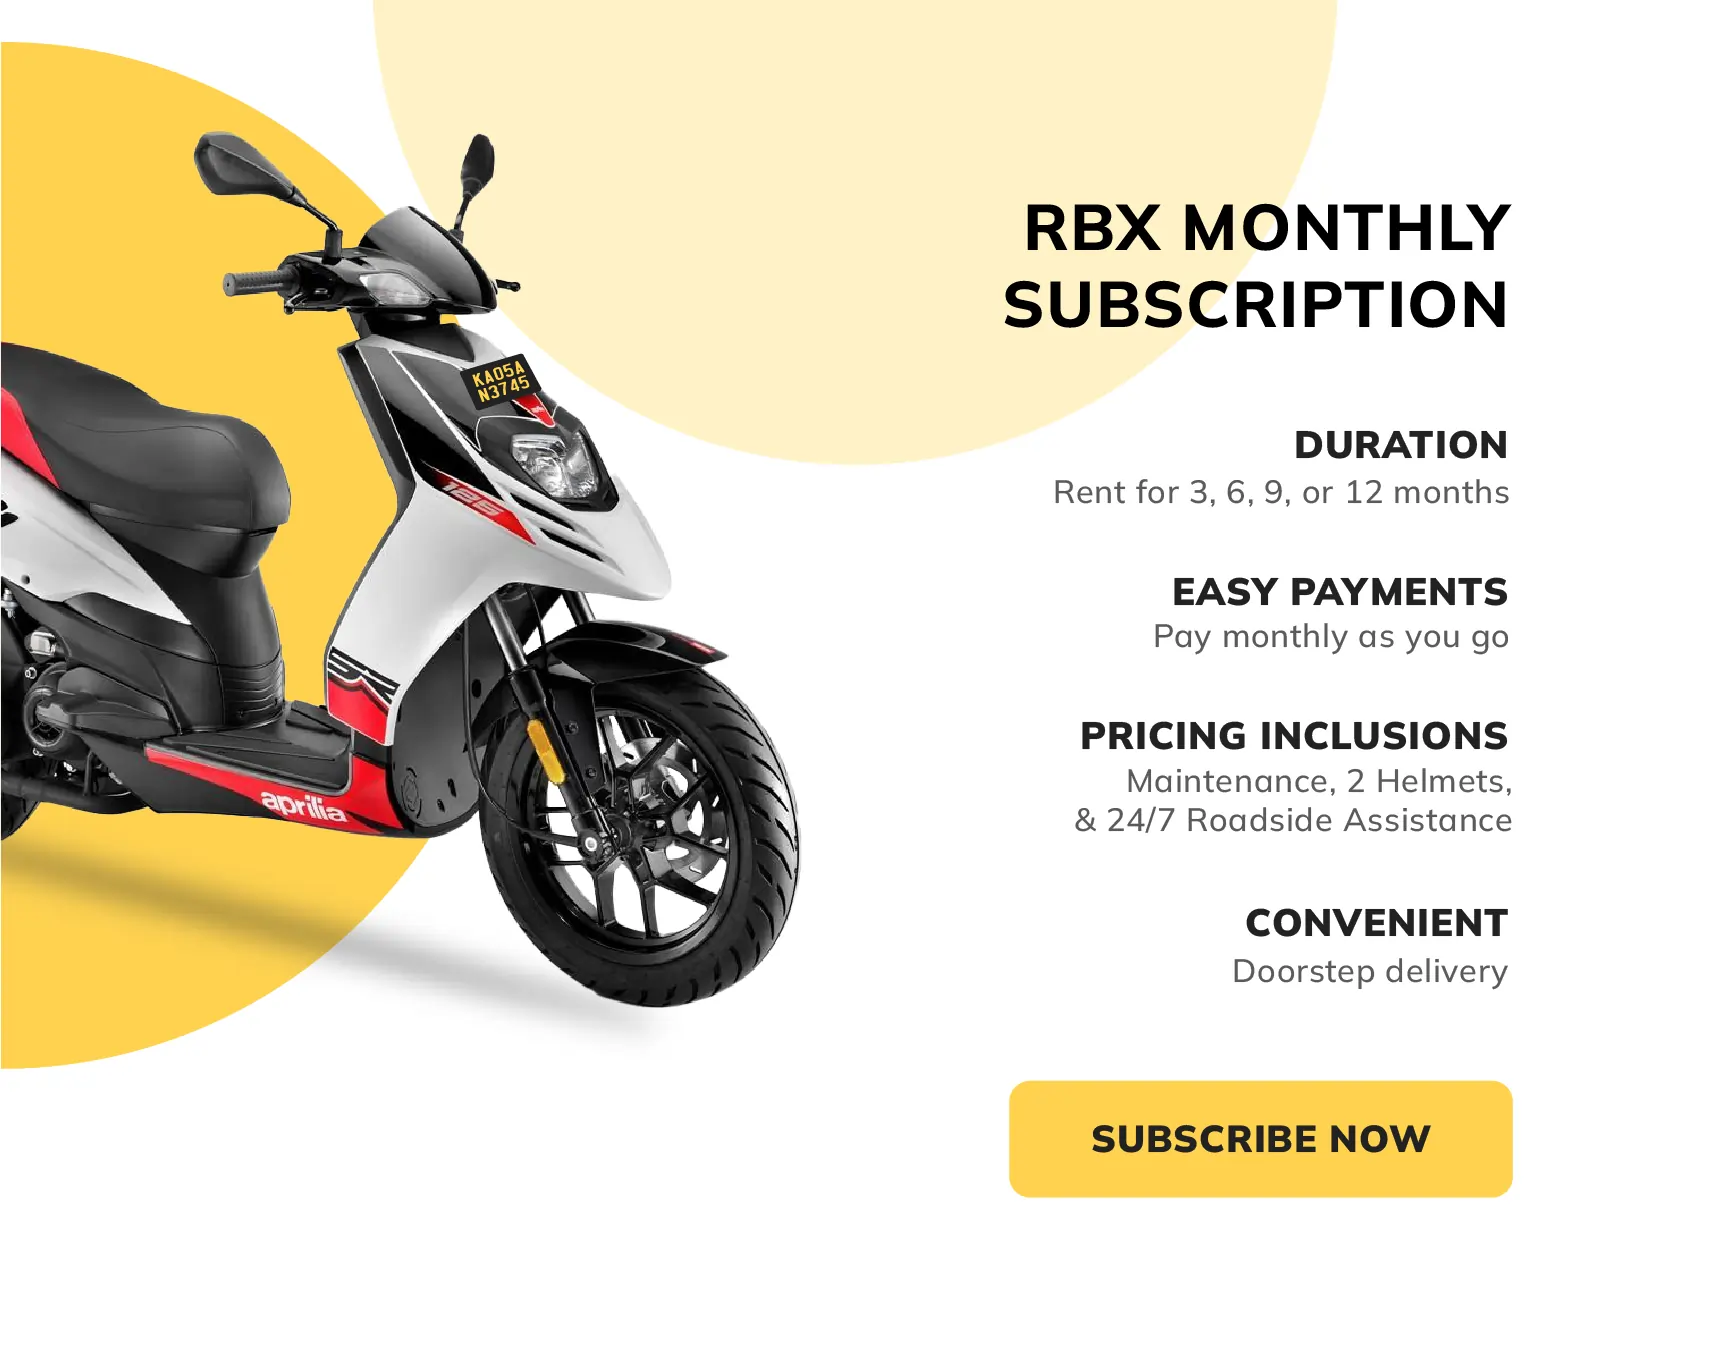 RBX MONTHLY
SUBSCRIPTION
KA05A
N3745
125
SR
aprilia
DURATION
Rent for 3, 6, 9, or 12 months
EASY PAYMENTS
Pay monthly as you go
PRICING INCLUSIONS
Maintenance, 2 Helmets,
& 24/7 Roadside Assistance
CONVENIENT
Doorstep delivery
SUBSCRIBE NOW